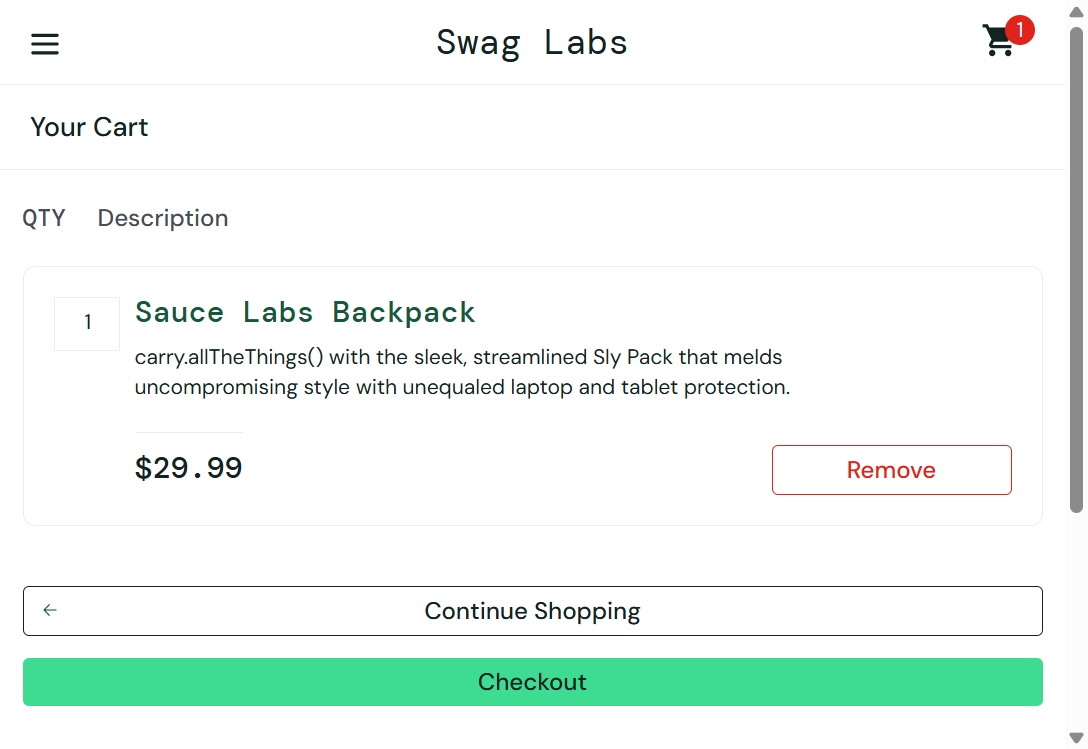 Swag Labs
1
Your Cart
QTY Description
1
Sauce Labs Backpack
carry.allTheThings() with the sleek, streamlined Sly Pack that melds
uncompromising style with unequaled laptop and tablet protection.
$29.99
Remove
Continue Shopping
Checkout